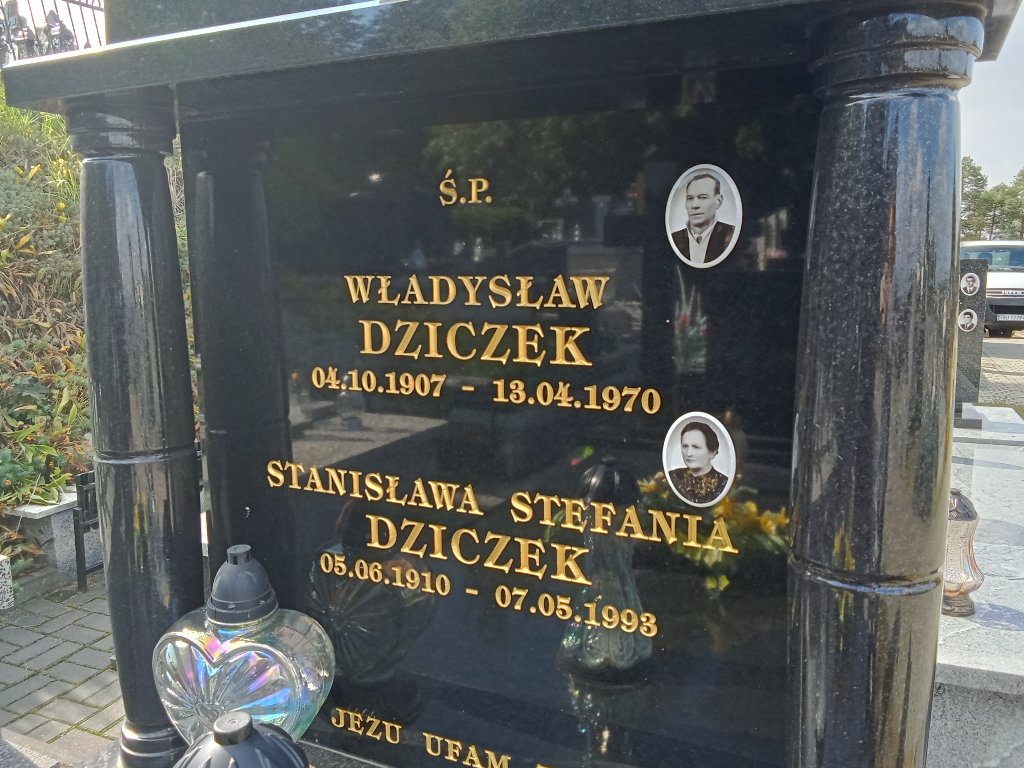 Ś.P.
WŁADYSŁAW
DZICZEK
04.10.1907 - 13.04.1970
STANISŁAWA STEFANIA
DZICZEK
05.06.1910 - 07.05.1993
JEZU UFAM